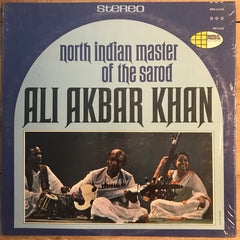 STEREO
north indian master
of the sarod
ALI AKBAR KHAN